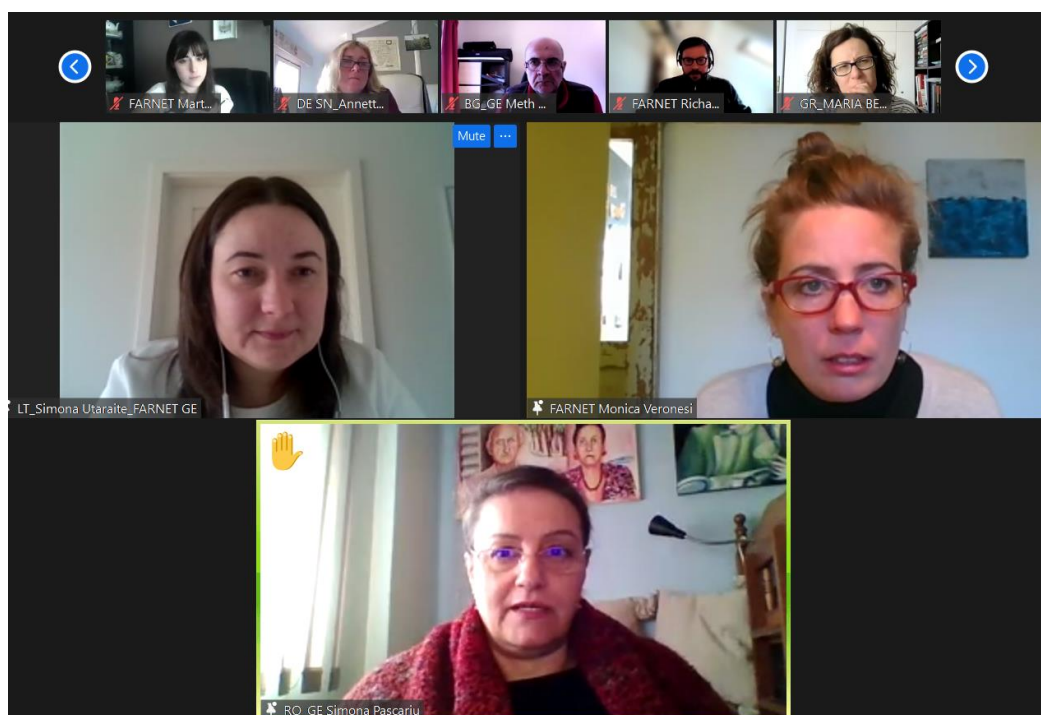 FARNET Mart...
DE SN_Annett...
BG_GE Meth ...
FARNET Richa...
GR_MARIA BE...
Mute ...
LT_Simona Utaraite_FARNET GE
FARNET Monica Veronesi
RO_GE Simona Pascariu